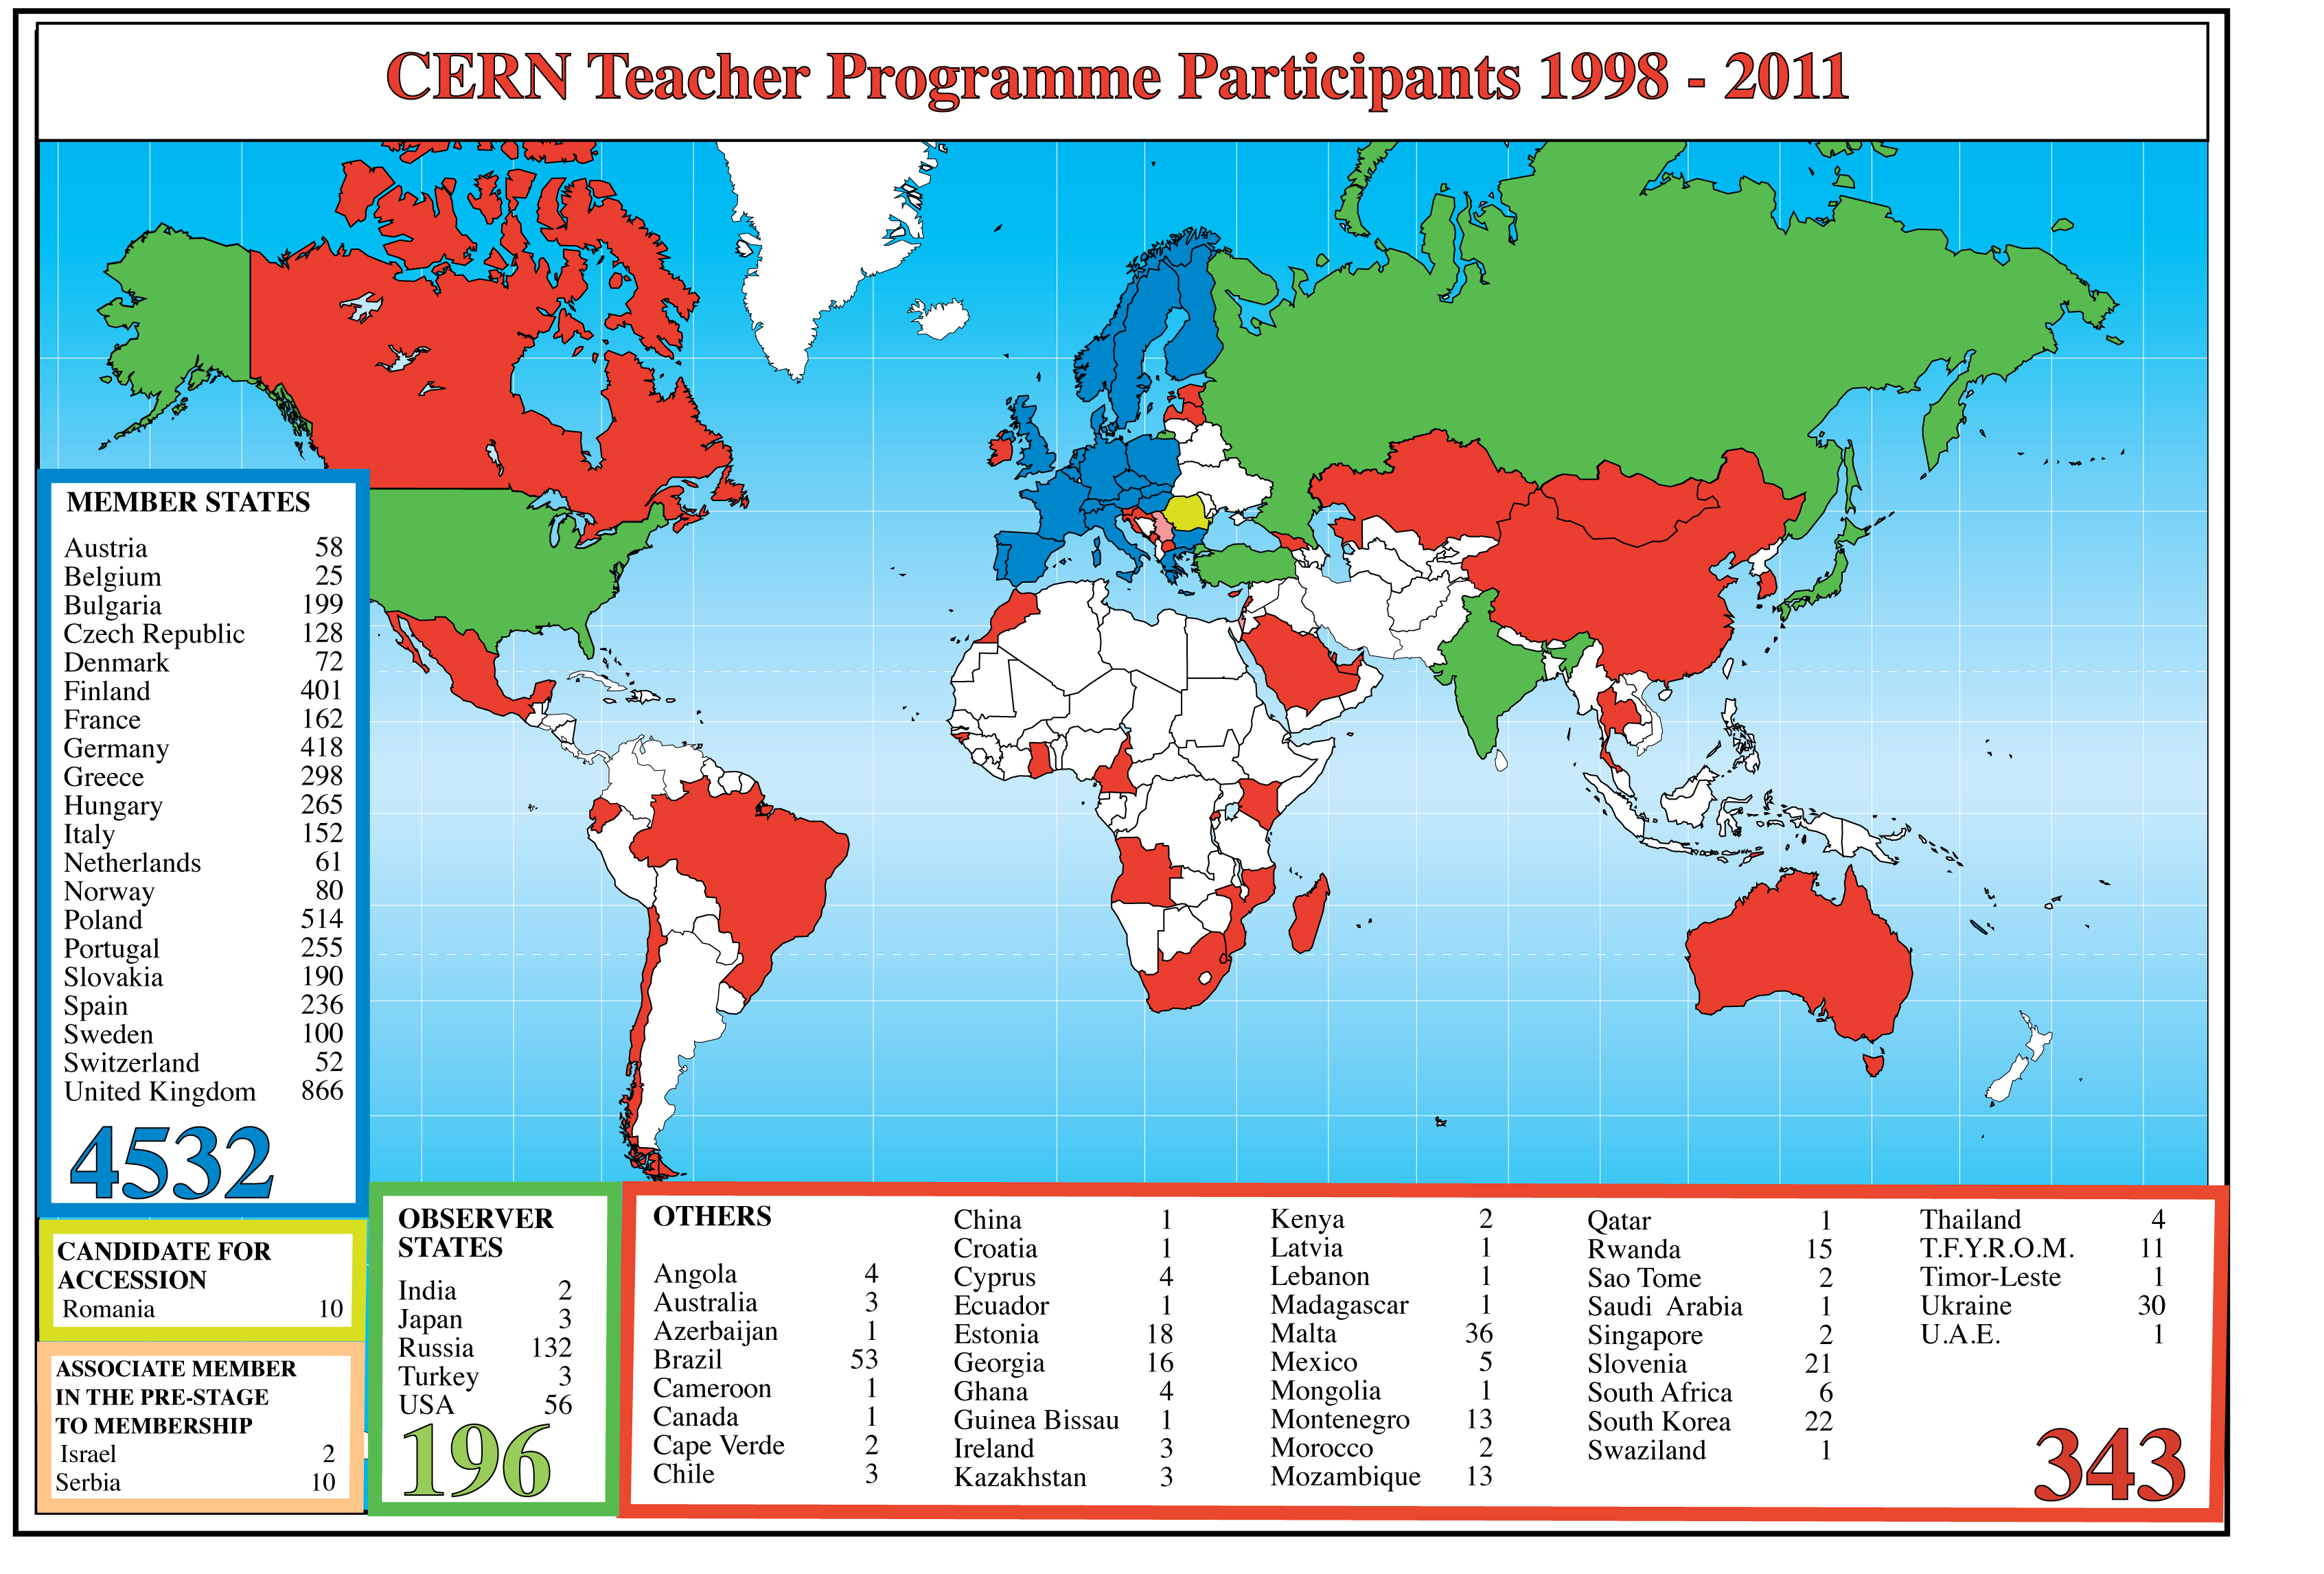 CERN Teacher Programme Participants 1998 - 2011
MEMBER STATES
Austria 58
Belgium 25
Bulgaria 199
Czech Republic 128
Denmark 72
Finland 401
France 162
Germany 418
Greece 298
Hungary 265
Italy 152
Netherlands 61
Norway 80
Poland 514
Portugal 255
Slovakia 190
Spain 236
Sweden 100
Switzerland 52
United Kingdom 866
4532
CANDIDATE FOR
ACCESSION
Romania 10
ASSOCIATE MEMBER
IN THE PRE-STAGE
TO MEMBERSHIP
Israel 2
Serbia 10
OBSERVER
STATES
India 2
Japan 3
Russia 132
Turkey 3
USA 56
196
OTHERS
Angola 4
Australia 3
Azerbaijan 1
Brazil 53
Cameroon 1
Canada 1
Cape Verde 2
Chile 3
China 1
Croatia 1
Cyprus 4
Ecuador 1
Estonia 18
Georgia 16
Ghana 4
Guinea Bissau 1
Ireland 3
Kazakhstan 3
Kenya 2
Latvia 1
Lebanon 1
Madagascar 1
Malta 36
Mexico 5
Mongolia 1
Montenegro 13
Morocco 2
Mozambique 13
Qatar 1
Rwanda 15
Sao Tome 2
Saudi Arabia 1
Singapore 2
Slovenia 21
South Africa 6
South Korea 22
Swaziland 1
Thailand 4
T.F.Y.R.O.M. 11
Timor-Leste 1
Ukraine 30
U.A.E. 1
343